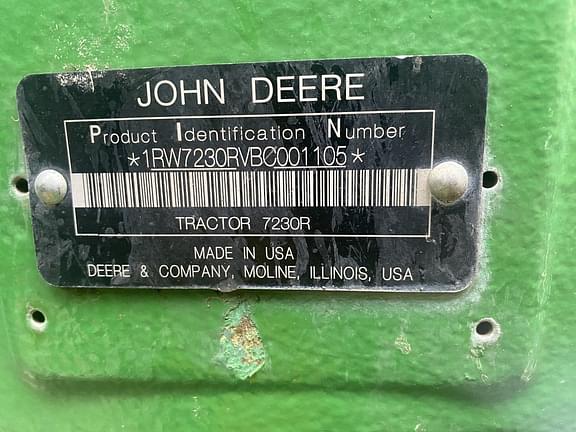 JOHN DEERE
Product Identification Number
*1RW7230RVBC001105*
TRACTOR 7230R
MADE IN USA
DEERE & COMPANY, MOLINE, ILLINOIS, USA